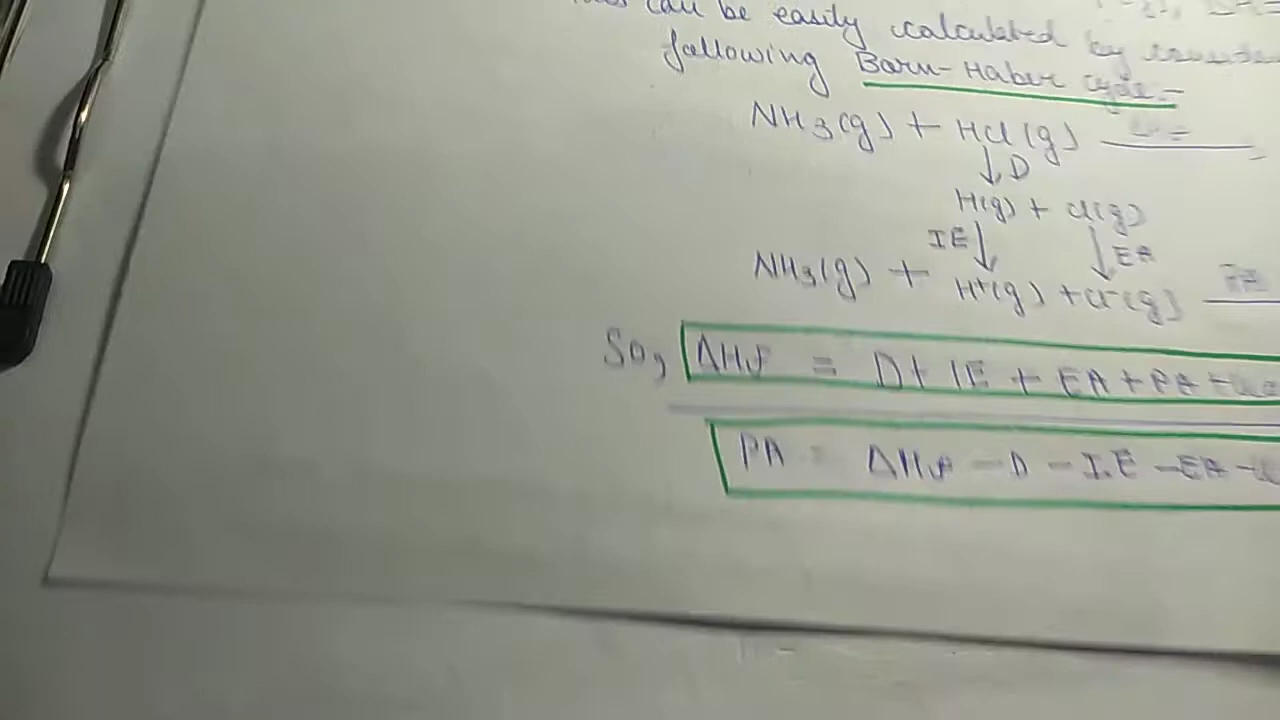 can be easily calculated by
following Born-Haber cycle:-
NH3(g) + HCl(g)
↓ D
H(g) + Cl(g)
IE ↓ ↓ EA
NH3(g) + H+(g) + Cl-(g)
So, ΔHf = D + IE + EA + PA +
PA = ΔHf - D - I.E - EA -